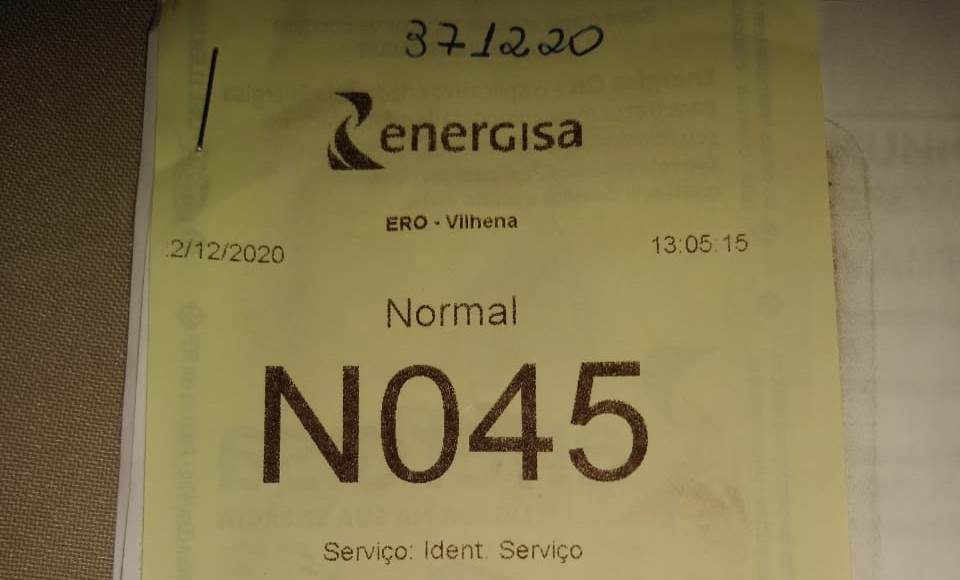 371220
energisa
ERO - Vilhena
2/12/2020 13:05:15
Normal
N045
Serviço: Ident. Serviço